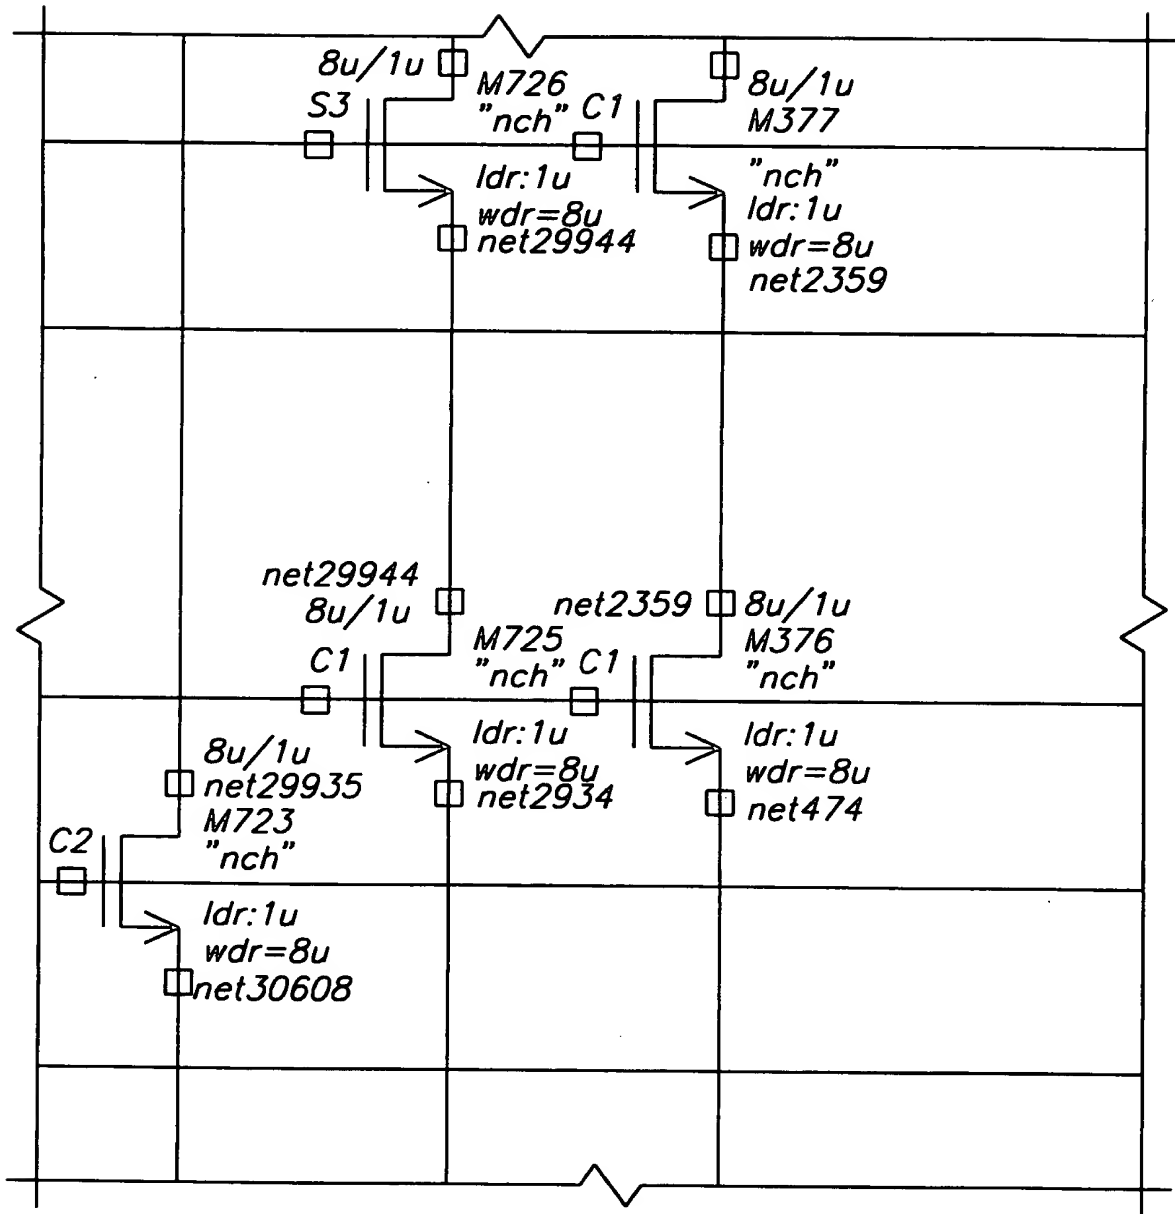 8u/1u
S3
M726
"nch"
ldr:1u
wdr=8u
net29944
C1
8u/1u
M377
"nch"
ldr:1u
wdr=8u
net2359
net29944
8u/1u
C1
M725
"nch"
ldr:1u
wdr=8u
net2934
net2359
8u/1u
C1
M376
"nch"
ldr:1u
wdr=8u
net474
8u/1u
net29935
C2
M723
"nch"
ldr:1u
wdr=8u
net30608